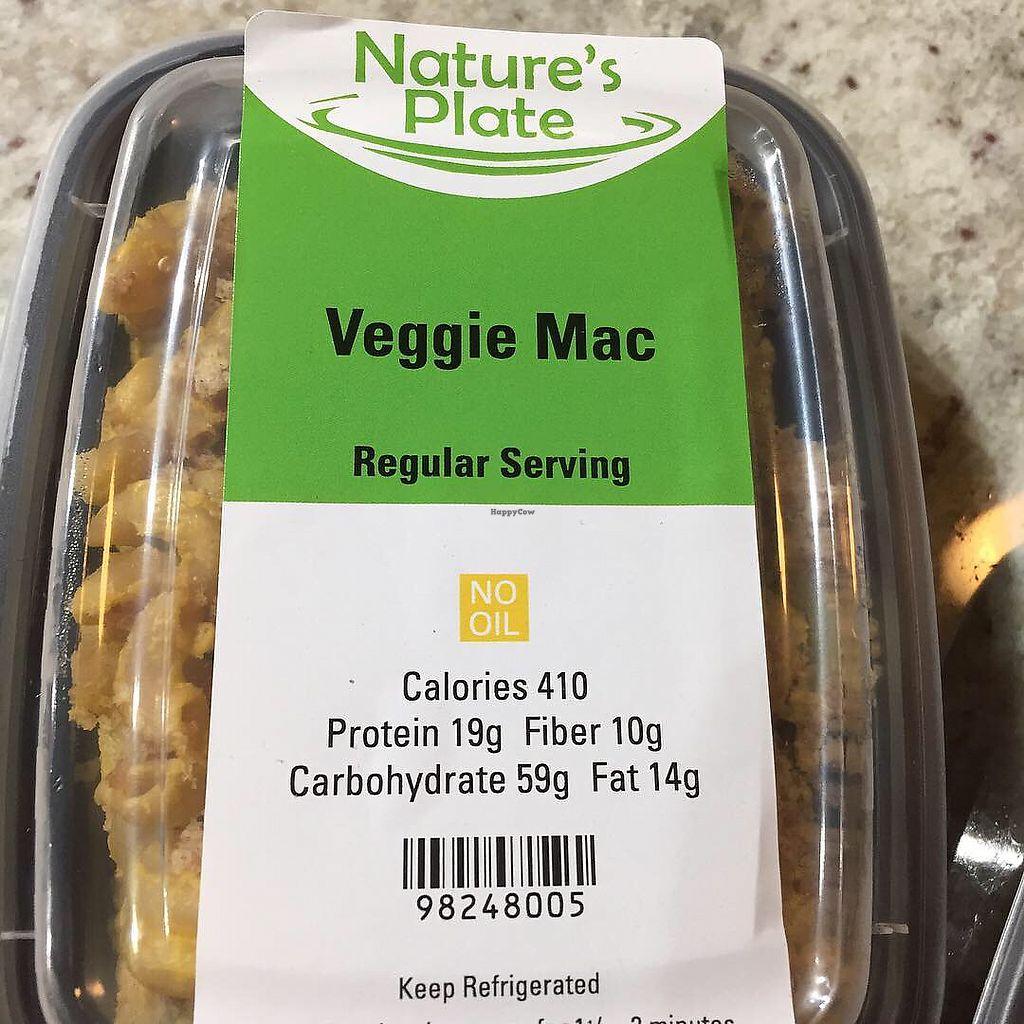 Nature's
Plate
Veggie Mac
Regular Serving
HappyCow
NO
OIL
Calories 410
Protein 19g Fiber 10g
Carbohydrate 59g Fat 14g
98248005
Keep Refrigerated
minutes